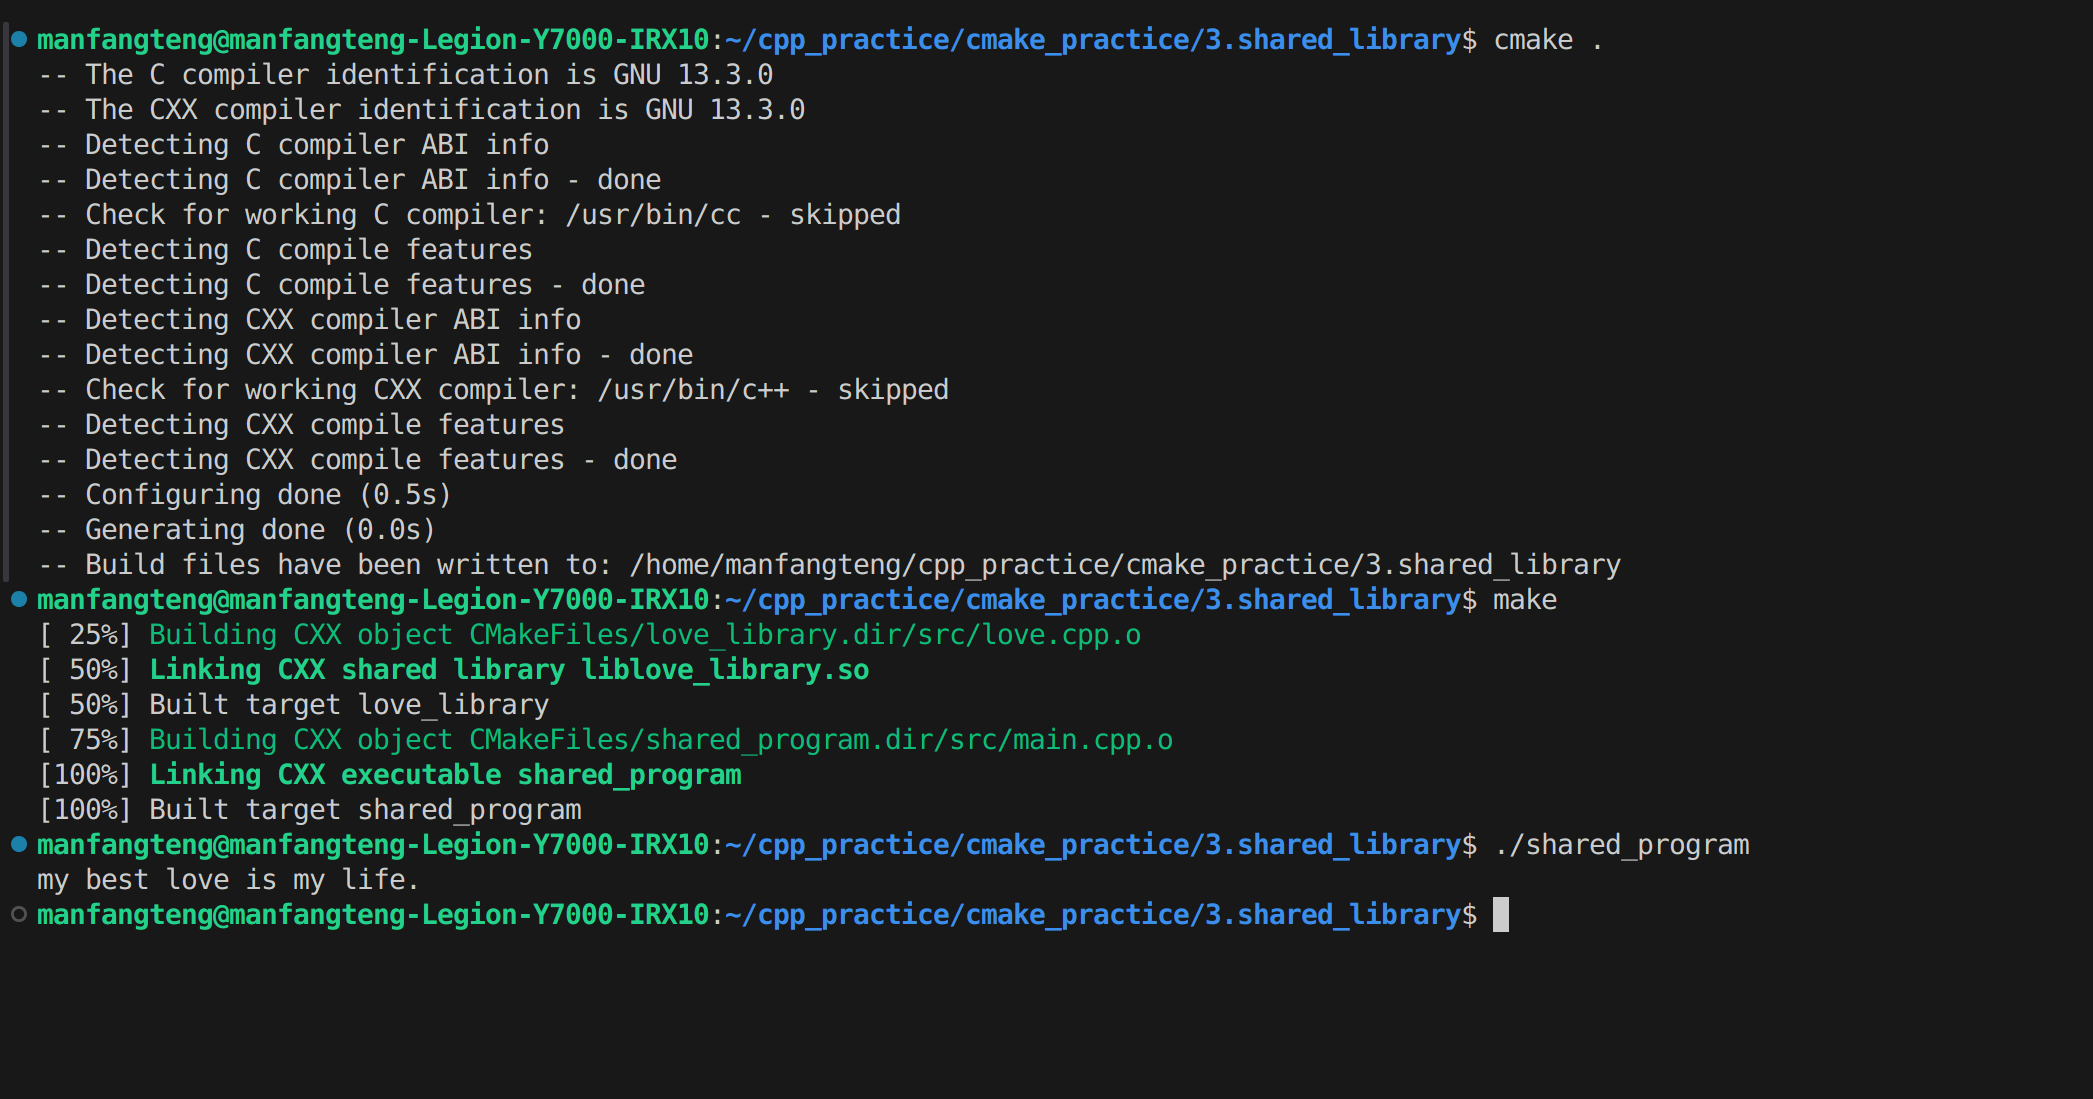 manfangteng@manfangteng-Legion-Y7000-IRX10:~/cpp_practice/cmake_practice/3.shared_library$ cmake .
-- The C compiler identification is GNU 13.3.0
-- The CXX compiler identification is GNU 13.3.0
-- Detecting C compiler ABI info
-- Detecting C compiler ABI info - done
-- Check for working C compiler: /usr/bin/cc - skipped
-- Detecting C compile features
-- Detecting C compile features - done
-- Detecting CXX compiler ABI info
-- Detecting CXX compiler ABI info - done
-- Check for working CXX compiler: /usr/bin/c++ - skipped
-- Detecting CXX compile features
-- Detecting CXX compile features - done
-- Configuring done (0.5s)
-- Generating done (0.0s)
-- Build files have been written to: /home/manfangteng/cpp_practice/cmake_practice/3.shared_library
manfangteng@manfangteng-Legion-Y7000-IRX10:~/cpp_practice/cmake_practice/3.shared_library$ make
[ 25%] Building CXX object CMakeFiles/love_library.dir/src/love.cpp.o
[ 50%] Linking CXX shared library liblove_library.so
[ 50%] Built target love_library
[ 75%] Building CXX object CMakeFiles/shared_program.dir/src/main.cpp.o
[100%] Linking CXX executable shared_program
[100%] Built target shared_program
manfangteng@manfangteng-Legion-Y7000-IRX10:~/cpp_practice/cmake_practice/3.shared_library$ ./shared_program
my best love is my life.
manfangteng@manfangteng-Legion-Y7000-IRX10:~/cpp_practice/cmake_practice/3.shared_library$